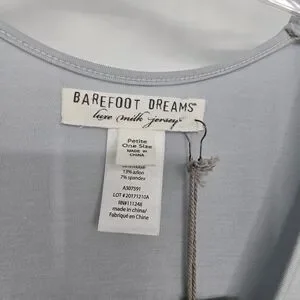 BAREFOOT DREAMS®
luxe milk jersey
Petite
One Size
MADE IN
CHINA
13% nylon
7% spandex
A307591
LOT#20171210A
RN#111248
made in china/
Fabriqué en Chine